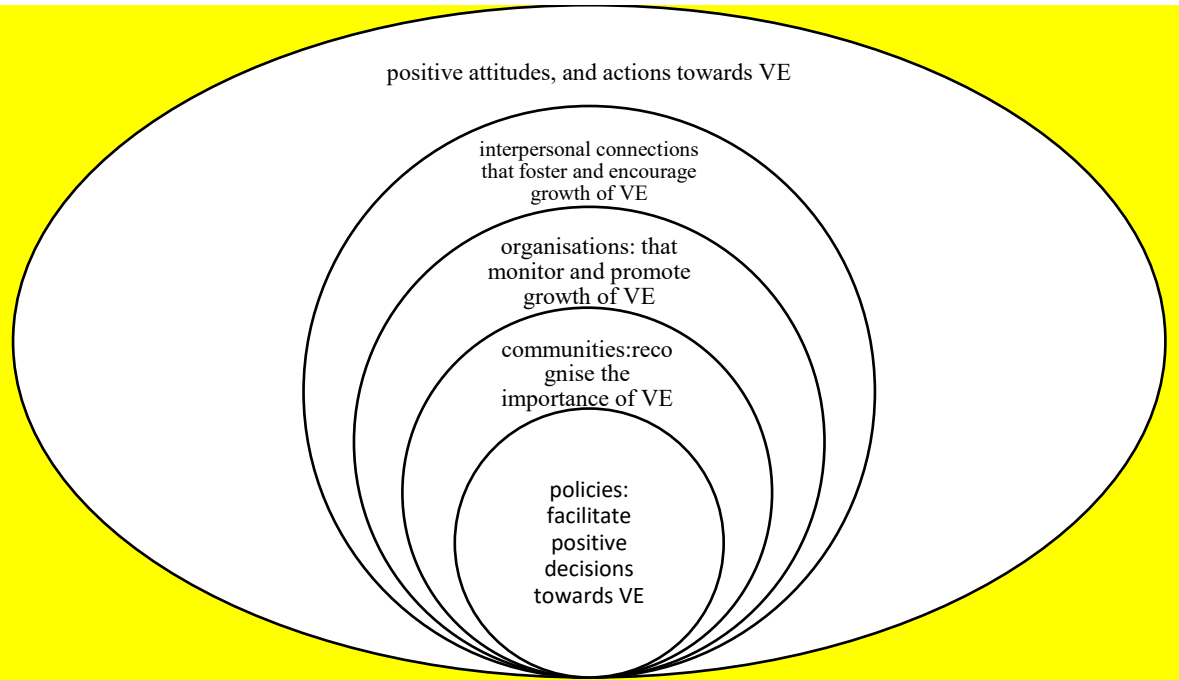 positive attitudes, and actions towards VE
interpersonal connections
that foster and encourage
growth of VE
organisations: that
monitor and promote
growth of VE
communities:reco
gnise the
importance of VE
policies:
facilitate
positive
decisions
towards VE